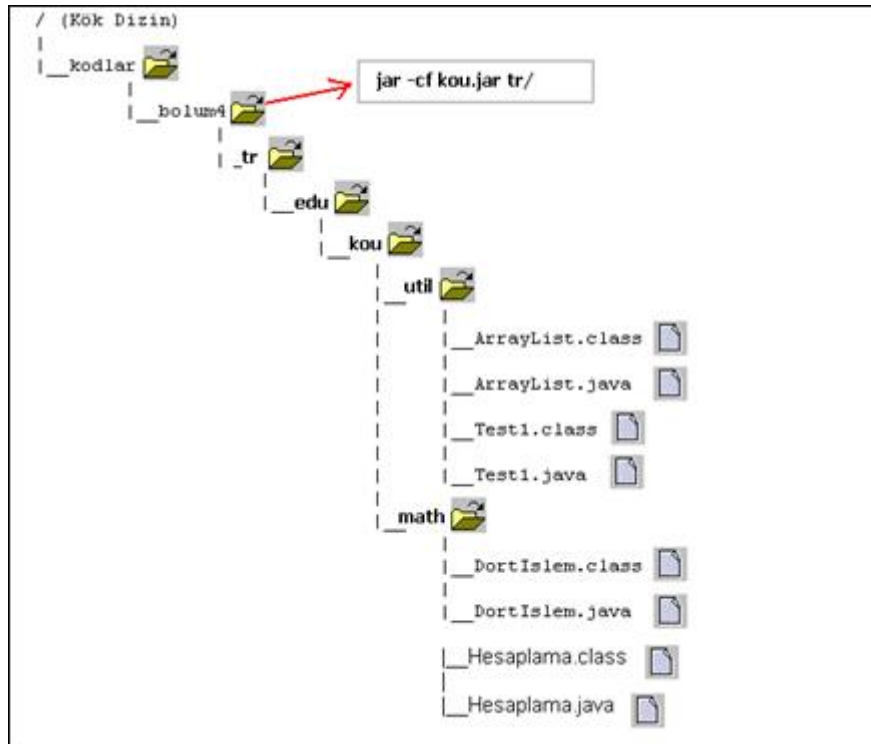 / (Kök Dizin)
|__kodlar
jar -cf kou.jar tr/
|__bolum4
|_tr
|__edu
|__kou
|__util
|__ArrayList.class
|__ArrayList.java
|__Test1.class
|__Test1.java
|__math
|__DortIslem.class
|__DortIslem.java
|__Hesaplama.class
|__Hesaplama.java